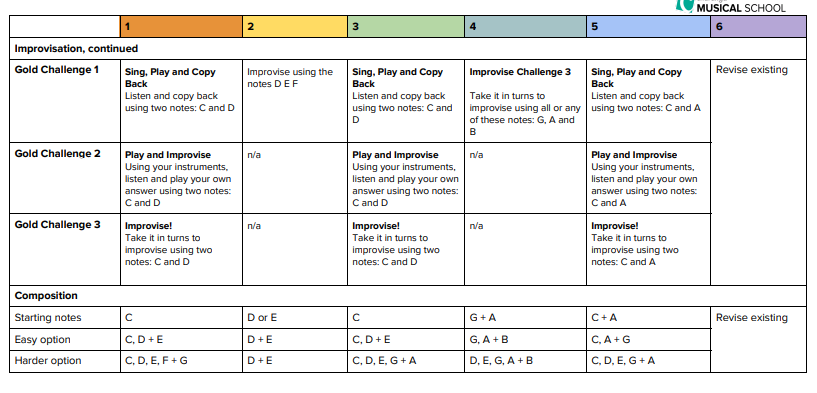 MUSICAL SCHOOL
1 2 3 4 5 6
Improvisation, continued
Gold Challenge 1
Sing, Play and Copy
Back
Listen and copy back
using two notes: C and D
Improvise using the
notes D E F
Sing, Play and Copy
Back
Listen and copy back
using two notes: C and
D
Improvise Challenge 3
Take it in turns to
improvise using all or any
of these notes: G, A and
B
Sing, Play and Copy
Back
Listen and copy back
using two notes: C and A
Revise existing
Gold Challenge 2
Play and Improvise
Using your instruments,
listen and play your own
answer using two notes:
C and D
n/a
Play and Improvise
Using your instruments,
listen and play your own
answer using two notes:
C and D
n/a
Play and Improvise
Using your instruments,
listen and play your own
answer using two notes:
C and A
Gold Challenge 3
Improvise!
Take it in turns to
improvise using two
notes: C and D
n/a
Improvise!
Take it in turns to
improvise using two
notes: C and D
n/a
Improvise!
Take it in turns to
improvise using two
notes: C and A
Composition
Starting notes C D or E C G + A C + A Revise existing
Easy option C, D + E D + E C, D + E G, A + B C, A + G
Harder option C, D, E, F + G D + E C, D, E, G + A D, E, G, A + B C, D, E, G + A